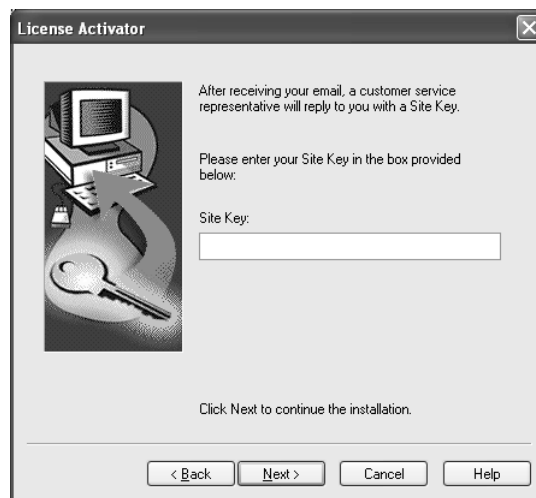 License Activator
After receiving your email, a customer service
representative will reply to you with a Site Key.
Please enter your Site Key in the box provided
below:
Site Key:
Click Next to continue the installation.
< Back Next > Cancel Help